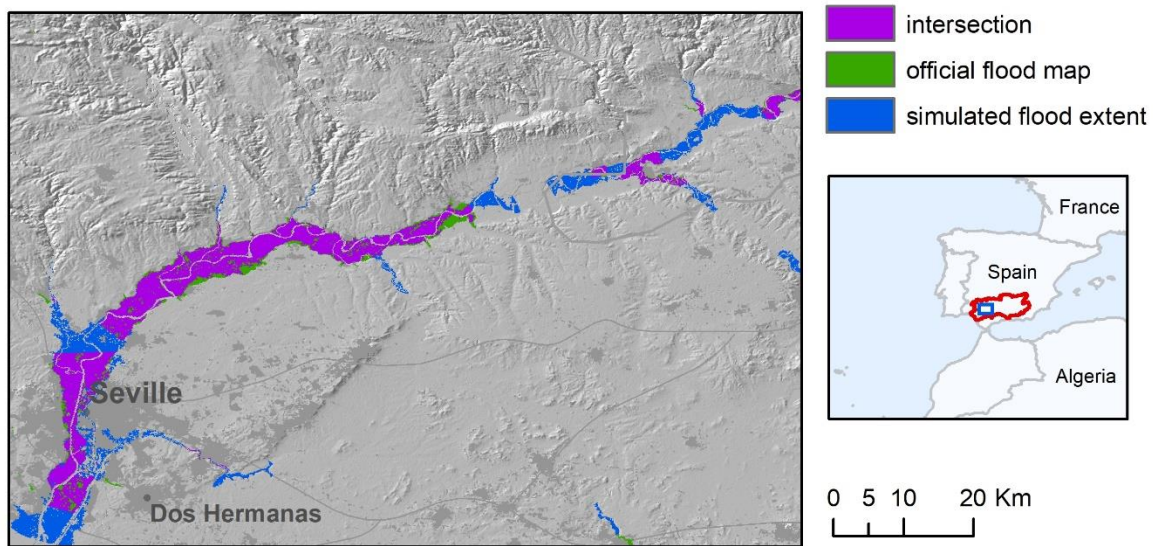 intersection
official flood map
simulated flood extent
Seville
Dos Hermanas
France
Spain
Algeria
0 5 10 20 Km